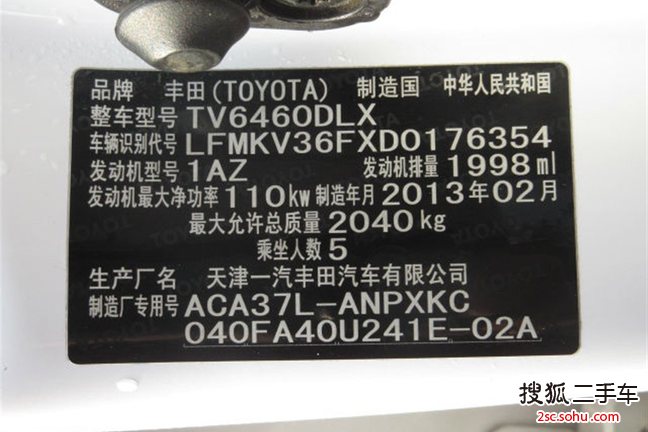 品牌 丰田(TOYOTA) 制造国 中华人民共和国
整车型号 TV6460DLX
车辆识别代号 LFMKV36FXD0176354
发动机型号 1AZ 发动机排量 1998ml
发动机最大净功率 110kw 制造年月 2013年02月
最大允许总质量 2040kg
乘坐人数 5
生产厂名 天津一汽丰田汽车有限公司
制造厂专用号 ACA37L-ANPXKC
040FA40U241E-02A
搜狐二手车
2sc.sohu.com